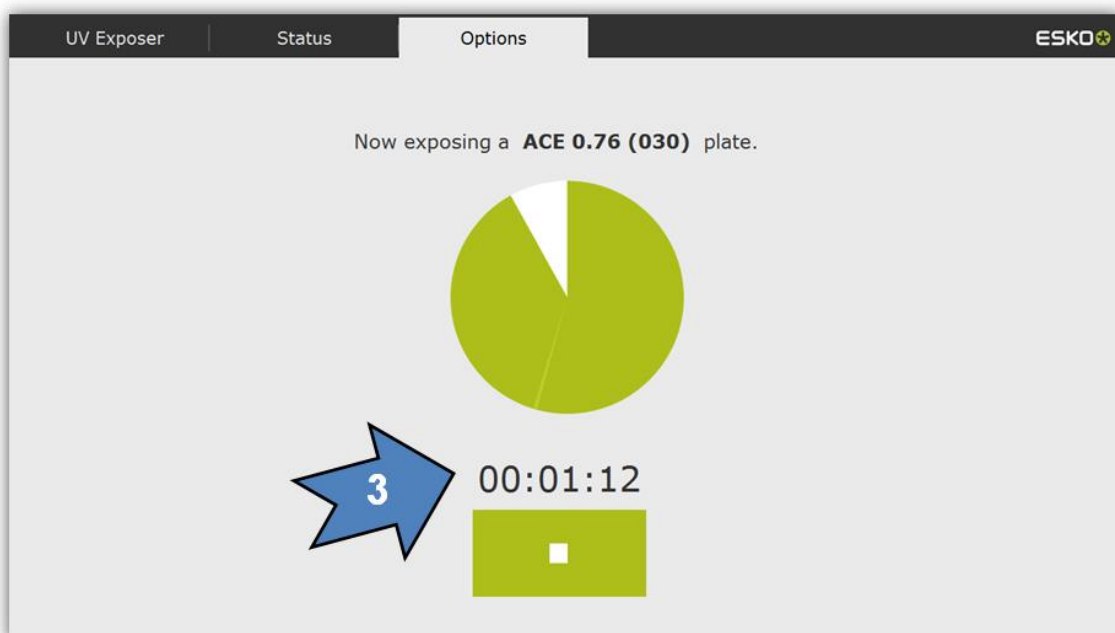 UV Exposer Status Options ESKO
Now exposing a ACE 0.76 (030) plate.
3
00:01:12